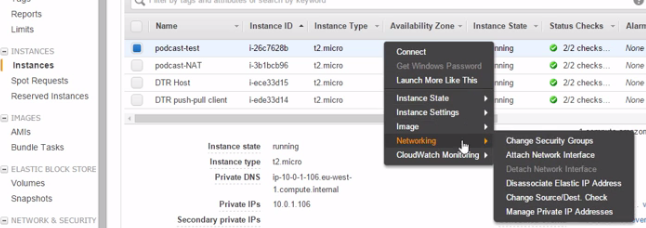 Reports
Limits
INSTANCES
Instances
Spot Requests
Reserved Instances
IMAGES
AMIs
Bundle Tasks
ELASTIC BLOCK STORE
Volumes
Snapshots
NETWORK & SECURITY
Filter by tags and attributes or search by keyword
Name Instance ID Instance Type Availability Zone Instance State Status Checks Alarm
podcast-test i-26c7628b t2.micro nning 2/2 checks... None
podcast-NAT i-3b1bcb96 t2.micro nning 2/2 checks... None
DTR Host i-ece33d15 t2.micro nning 2/2 checks... None
DTR push-pull client i-ede33d14 t2.micro nning 2/2 checks... None
Connect
Get Windows Password
Launch More Like This
Instance State
Instance Settings
Image
Networking
CloudWatch Monitoring
Change Security Groups
Attach Network Interface
Detach Network Interface
Disassociate Elastic IP Address
Change Source/Dest. Check
Manage Private IP Addresses
Instance state running
Instance type t2.micro
Private DNS ip-10-0-1-106.eu-west-
1.compute.internal
Private IPs 10.0.1.106
Secondary private IPs